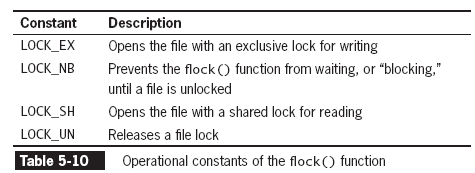 Constant Description
LOCK_EX Opens the file with an exclusive lock for writing
LOCK_NB Prevents the flock() function from waiting, or “blocking,”
until a file is unlocked
LOCK_SH Opens the file with a shared lock for reading
LOCK_UN Releases a file lock
Table 5-10 Operational constants of the flock() function